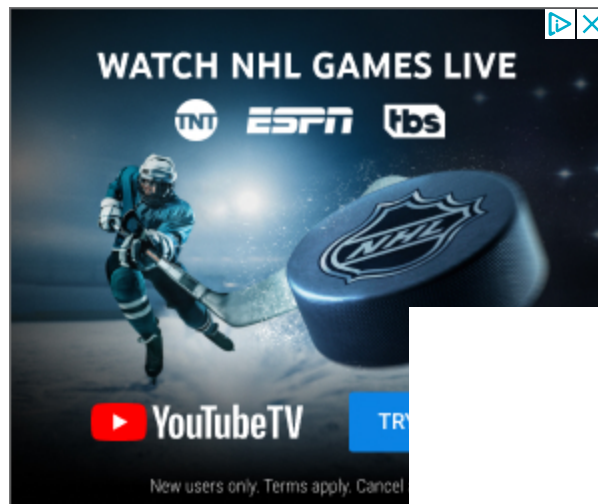 WATCH NHL GAMES LIVE
TNT ESPN tbs
NHL
YouTubeTV
TRY
New users only. Terms apply. Cancel